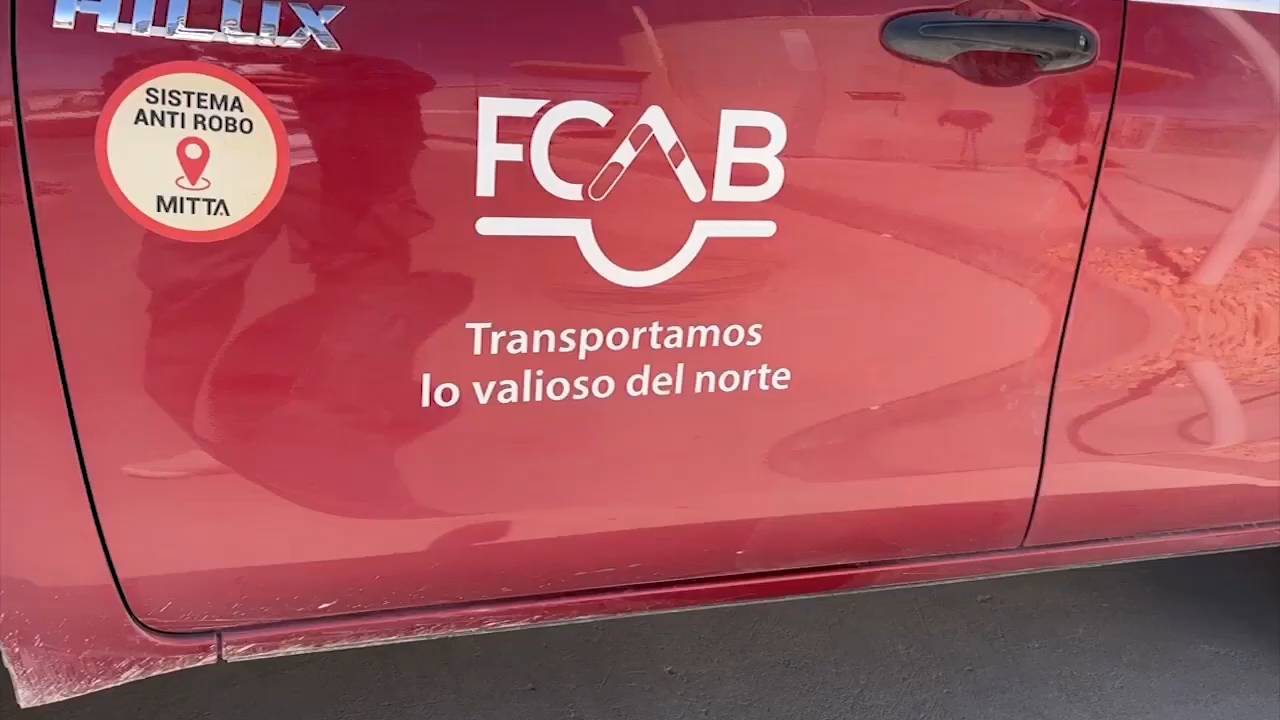 HILUX
SISTEMA
ANTI ROBO
MITTA
FCAB
Transportamos
lo valioso del norte